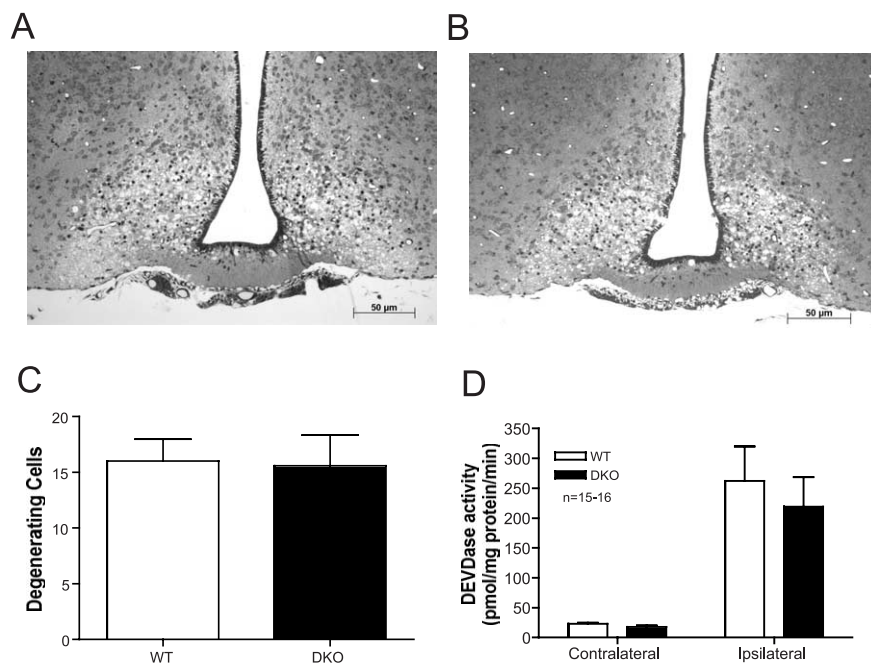 A
B
50 µm
50 µm
C
D
Degenerating Cells
20
15
10
5
0
WT
DKO
DEVDase activity
(pmol/mg protein/min)
350
300
250
200
150
100
50
0
WT
DKO
n=15-16
Contralateral
Ipsilateral